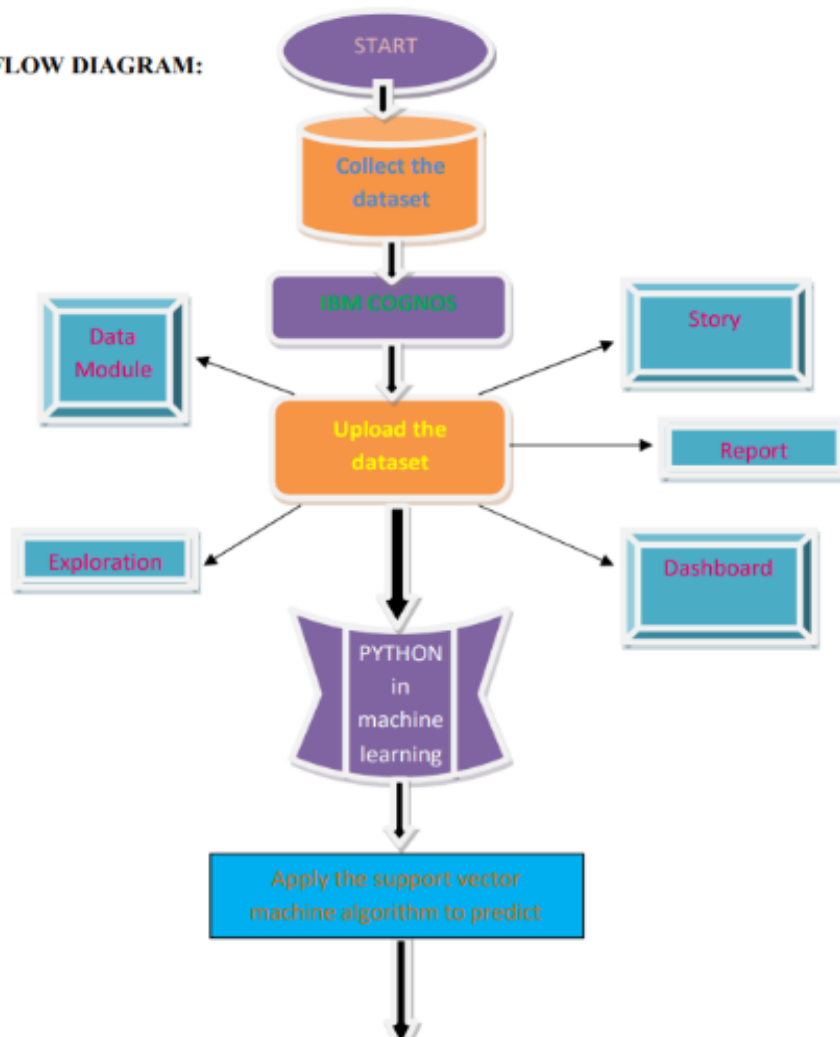 FLOW DIAGRAM:
START
Collect the
dataset
IBM COGNOS
Data
Module
Story
Upload the
dataset
Report
Exploration
Dashboard
PYTHON
in
machine
learning
Apply the support vector
machine algorithm to predict